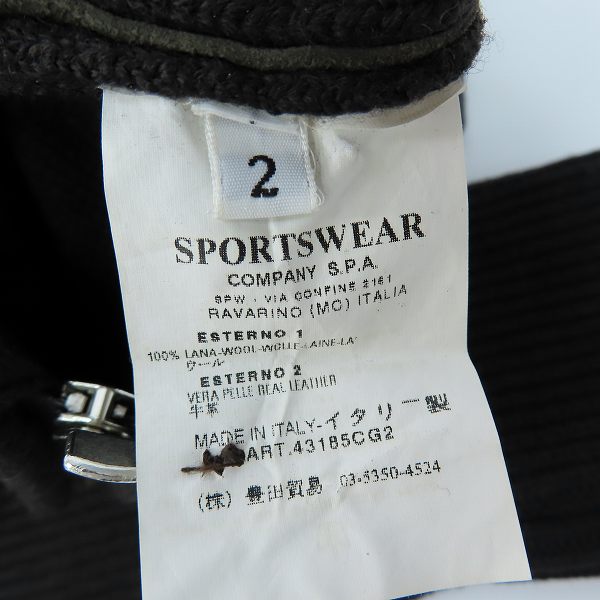 2
SPORTSWEAR
COMPANY S.P.A.
SPW - VIA CONFINE 2161
RAVARINO (MO) ITALIA
ESTERNO 1
100% LANA-WOOL-WOLLE-LAINE-LA'
ウール
ESTERNO 2
VERA PELLE REAL LEATHER
牛革
MADE IN ITALY-イタリー製
ART.43185CG2
(株) 豊田貿易 03-5350-4524